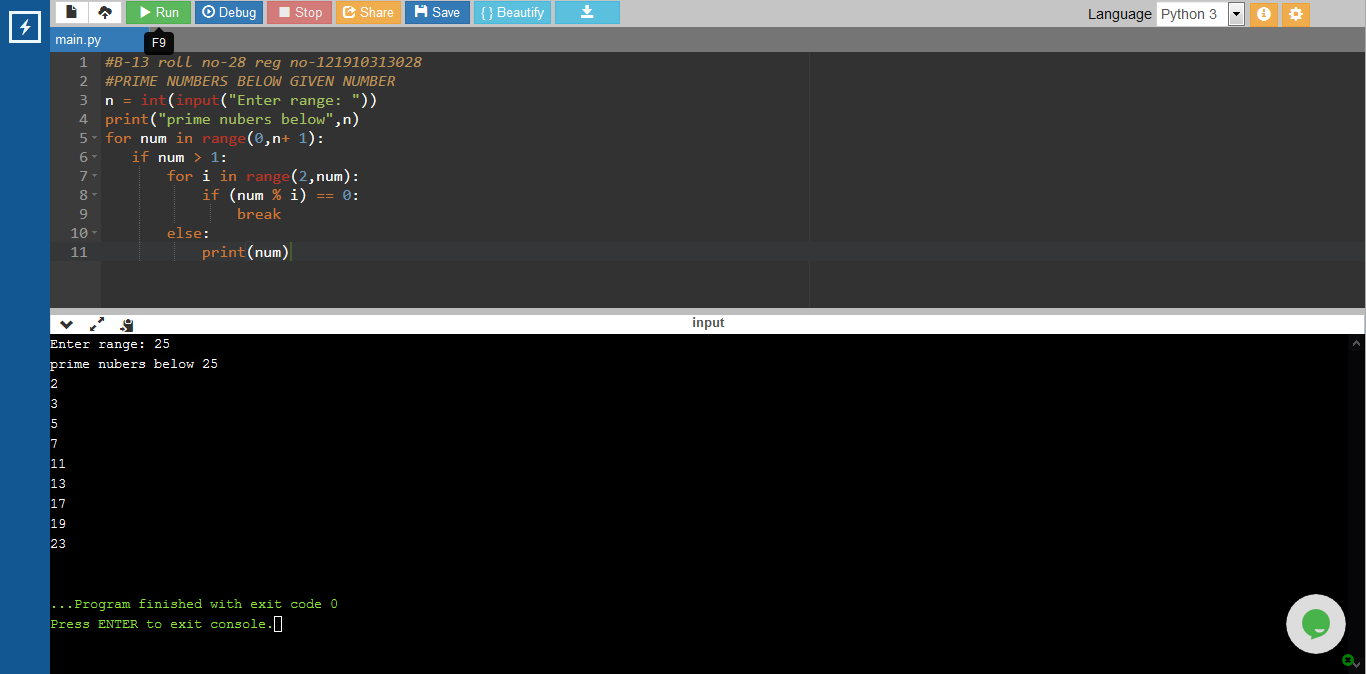 Run Debug Stop Share Save { } Beautify Language Python 3
main.py F9
1 #B-13 roll no-28 reg no-121910313028
2 #PRIME NUMBERS BELOW GIVEN NUMBER
3 n = int(input("Enter range: "))
4 print("prime nubers below",n)
5 for num in range(0,n+ 1):
6    if num > 1:
7        for i in range(2,num):
8            if (num % i) == 0:
9                break
10        else:
11            print(num)
input
Enter range: 25
prime nubers below 25
2
3
5
7
11
13
17
19
23
...Program finished with exit code 0
Press ENTER to exit console.